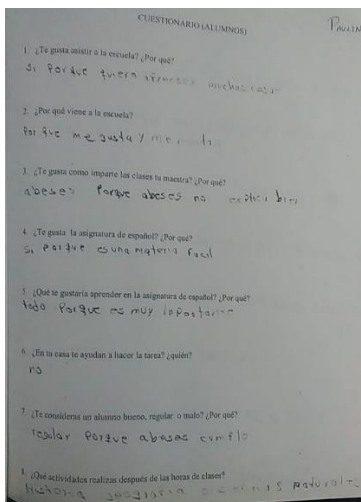 CUESTIONARIO (ALUMNOS)
1. ¿Te gusta asistir a la escuela? ¿Por qué?
Si Porque quiero muchas
2. ¿Por qué viene a la escuela?
Por que me gusta y
3. ¿Te gusta como imparte las clases tu maestra? ¿Por qué?
abeses Porque abeses no bien
4. ¿Te gusta la asignatura de español? ¿Por qué?
Si porque es una materia facil
5. ¿Qué te gustaría aprender en la asignatura de español? ¿Por qué?
todo Porque es muy
6. ¿En tu casa te ayudan a hacer la tarea? ¿quién?
no
7. ¿Te consideras un alumno bueno, regular o malo? ¿Por qué?
regular Porque abeses cumplo
8. ¿Qué actividades realizas después de las horas de clases?
Historia